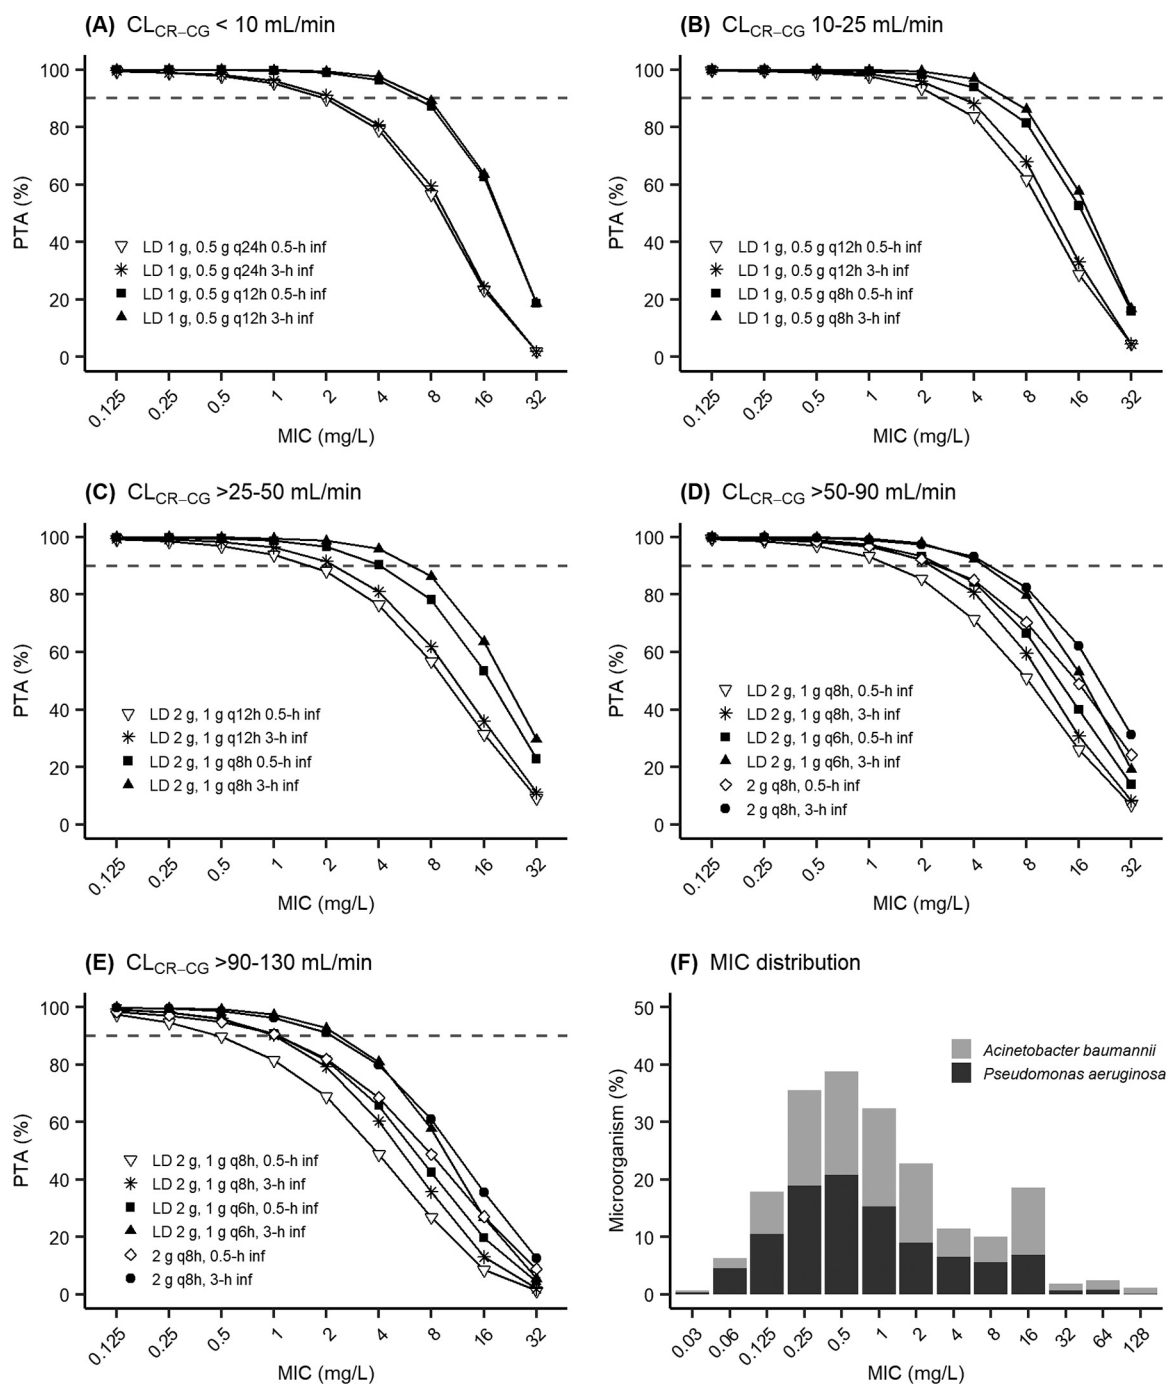 (A) CLCR–CG < 10 mL/min
PTA (%)
100
80
60
40
20
0
LD 1 g, 0.5 g q24h 0.5-h inf
LD 1 g, 0.5 g q24h 3-h inf
LD 1 g, 0.5 g q12h 0.5-h inf
LD 1 g, 0.5 g q12h 3-h inf
0.125 0.25 0.5 1 2 4 8 16 32
MIC (mg/L)
(B) CLCR–CG 10-25 mL/min
PTA (%)
100
80
60
40
20
0
LD 1 g, 0.5 g q12h 0.5-h inf
LD 1 g, 0.5 g q12h 3-h inf
LD 1 g, 0.5 g q8h 0.5-h inf
LD 1 g, 0.5 g q8h 3-h inf
0.125 0.25 0.5 1 2 4 8 16 32
MIC (mg/L)
(C) CLCR–CG >25-50 mL/min
PTA (%)
100
80
60
40
20
0
LD 2 g, 1 g q12h 0.5-h inf
LD 2 g, 1 g q12h 3-h inf
LD 2 g, 1 g q8h 0.5-h inf
LD 2 g, 1 g q8h 3-h inf
0.125 0.25 0.5 1 2 4 8 16 32
MIC (mg/L)
(D) CLCR–CG >50-90 mL/min
PTA (%)
100
80
60
40
20
0
LD 2 g, 1 g q8h, 0.5-h inf
LD 2 g, 1 g q8h, 3-h inf
LD 2 g, 1 g q6h, 0.5-h inf
LD 2 g, 1 g q6h, 3-h inf
2 g q8h, 0.5-h inf
2 g q8h, 3-h inf
0.125 0.25 0.5 1 2 4 8 16 32
MIC (mg/L)
(E) CLCR–CG >90-130 mL/min
PTA (%)
100
80
60
40
20
0
LD 2 g, 1 g q8h, 0.5-h inf
LD 2 g, 1 g q8h, 3-h inf
LD 2 g, 1 g q6h, 0.5-h inf
LD 2 g, 1 g q6h, 3-h inf
2 g q8h, 0.5-h inf
2 g q8h, 3-h inf
0.125 0.25 0.5 1 2 4 8 16 32
MIC (mg/L)
(F) MIC distribution
Microorganism (%)
50
40
30
20
10
0
Acinetobacter baumannii
Pseudomonas aeruginosa
0.03 0.06 0.125 0.25 0.5 1 2 4 8 16 32 64 128
MIC (mg/L)